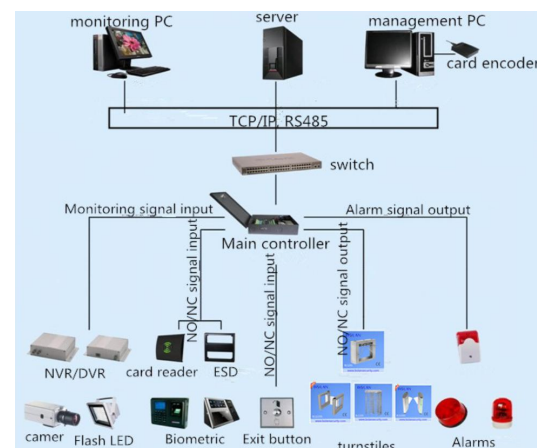 monitoring PC
server
management PC
card encoder
TCP/IP, RS485
switch
Monitoring signal input
Alarm signal output
Main controller
NO/NC signal input
NO/NC signal input
NO/NC signal output
NVR/DVR
card reader
ESD
camer
Flash LED
Biometric
Exit button
turnstiles
Alarms